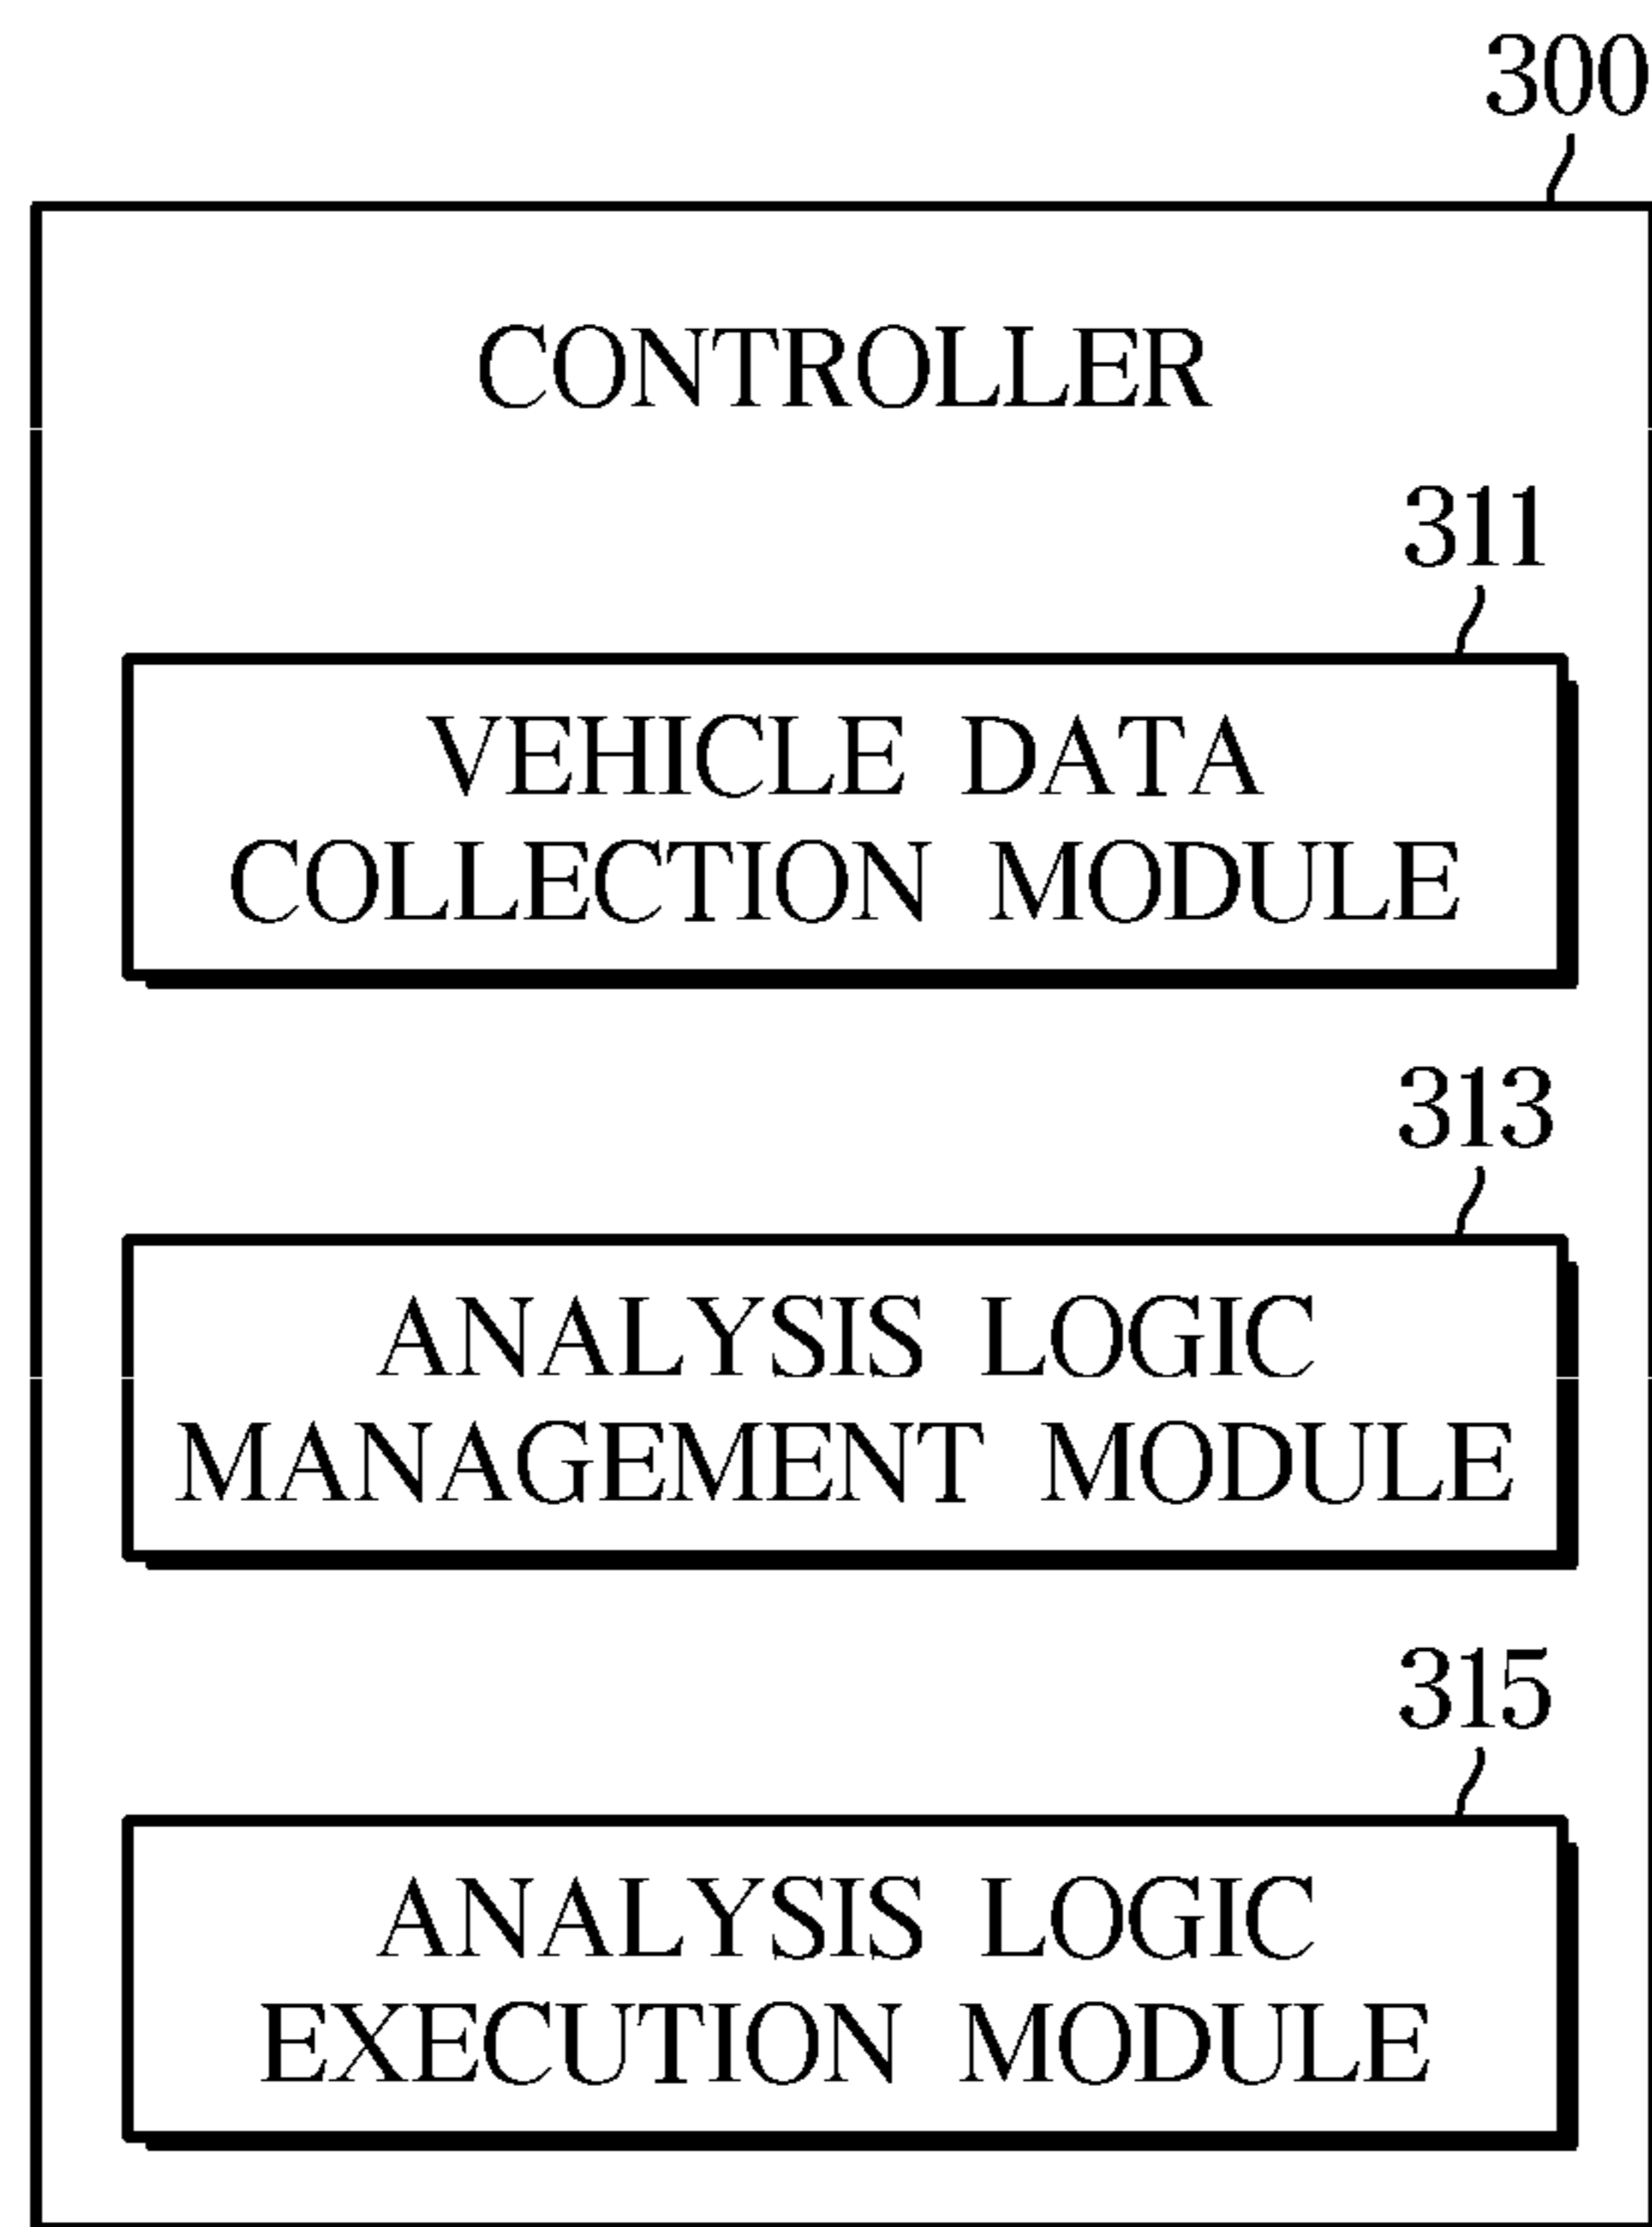 300
CONTROLLER
311
VEHICLE DATA
COLLECTION MODULE
313
ANALYSIS LOGIC
MANAGEMENT MODULE
315
ANALYSIS LOGIC
EXECUTION MODULE